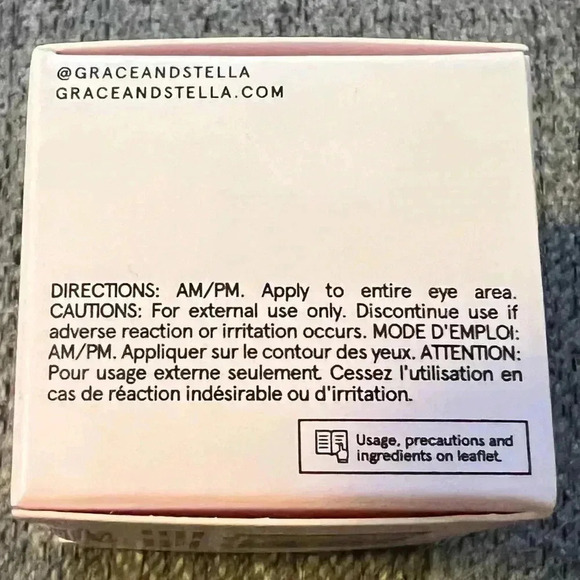 @GRACEANDSTELLA
GRACEANDSTELLA.COM
DIRECTIONS: AM/PM. Apply to entire eye area.
CAUTIONS: For external use only. Discontinue use if
adverse reaction or irritation occurs. MODE D'EMPLOI:
AM/PM. Appliquer sur le contour des yeux. ATTENTION:
Pour usage externe seulement. Cessez l'utilisation en
cas de réaction indésirable ou d'irritation.
Usage, precautions and
ingredients on leaflet.